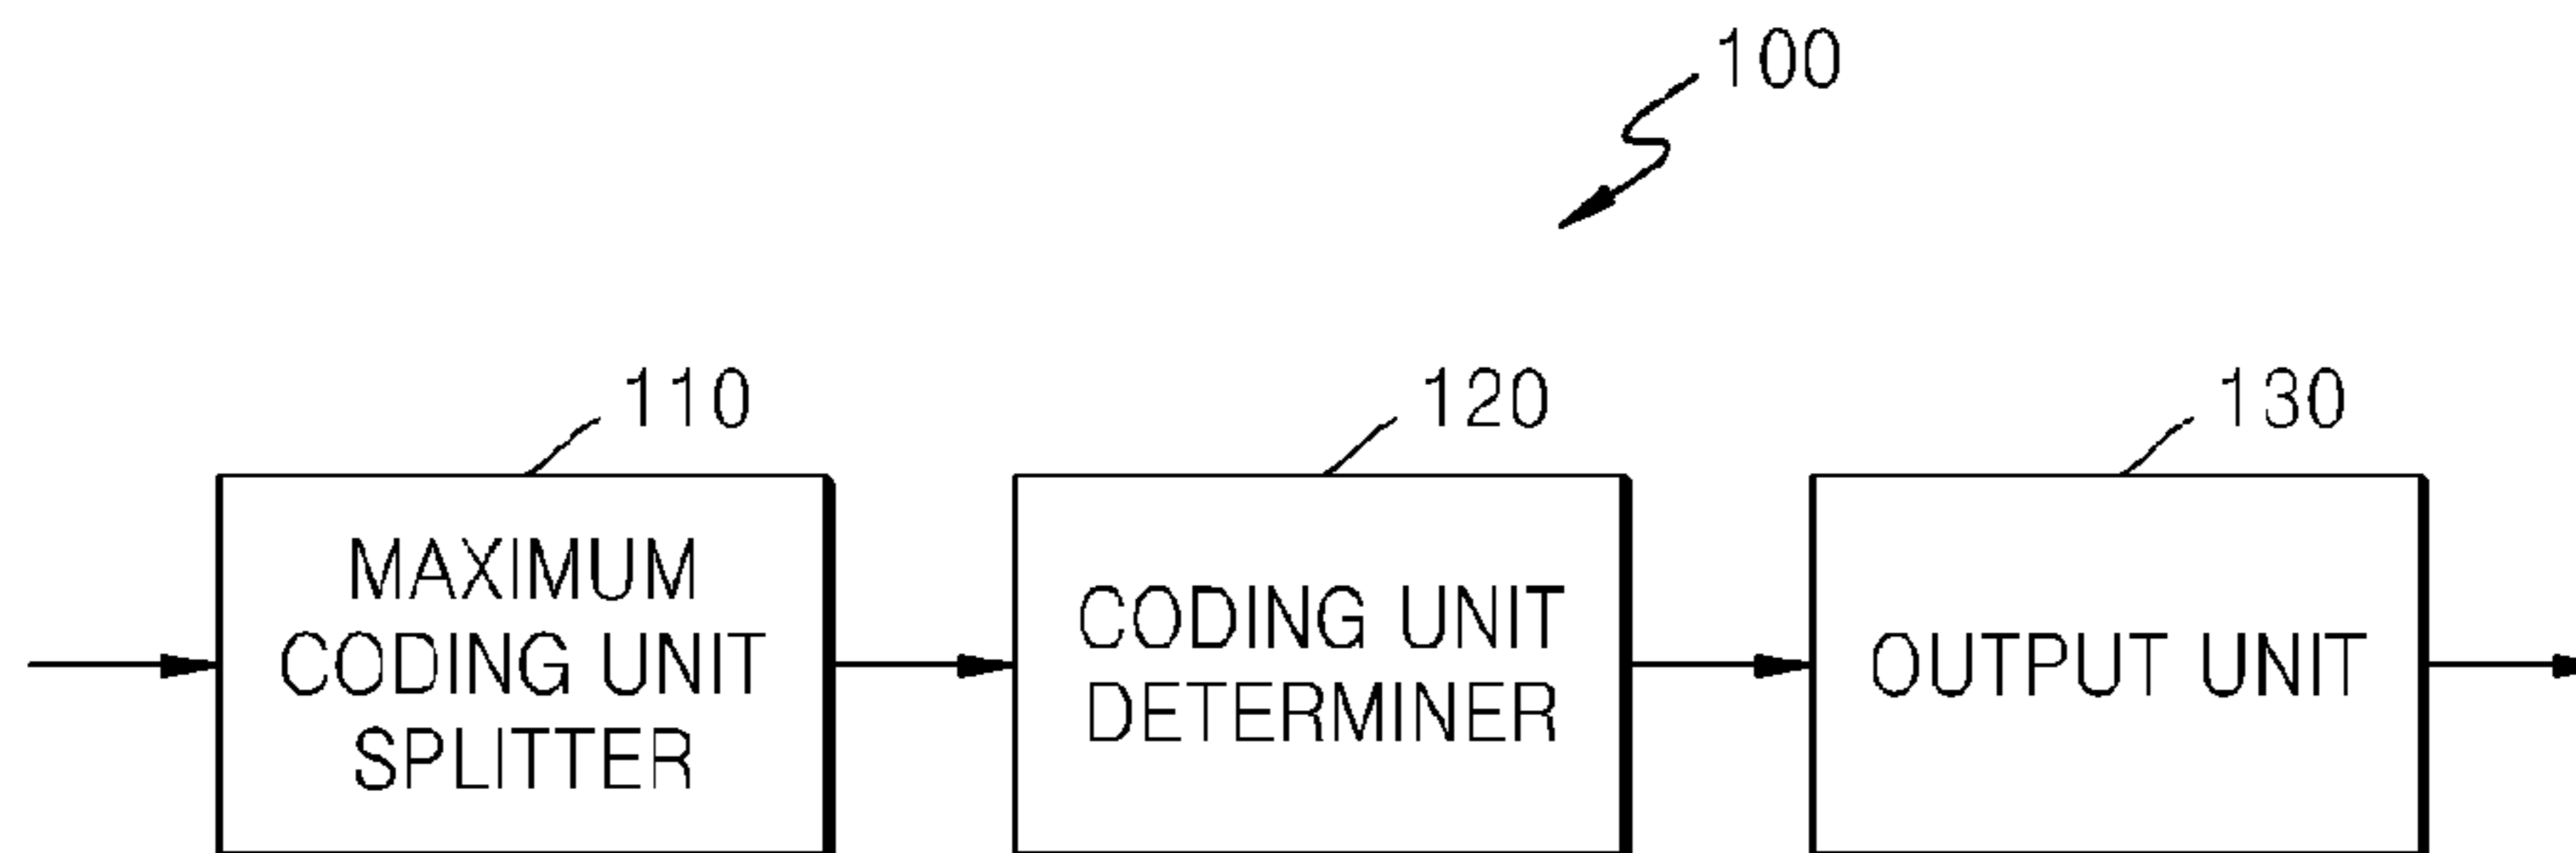 100
110
120
130
MAXIMUM
CODING UNIT
SPLITTER
CODING UNIT
DETERMINER
OUTPUT UNIT